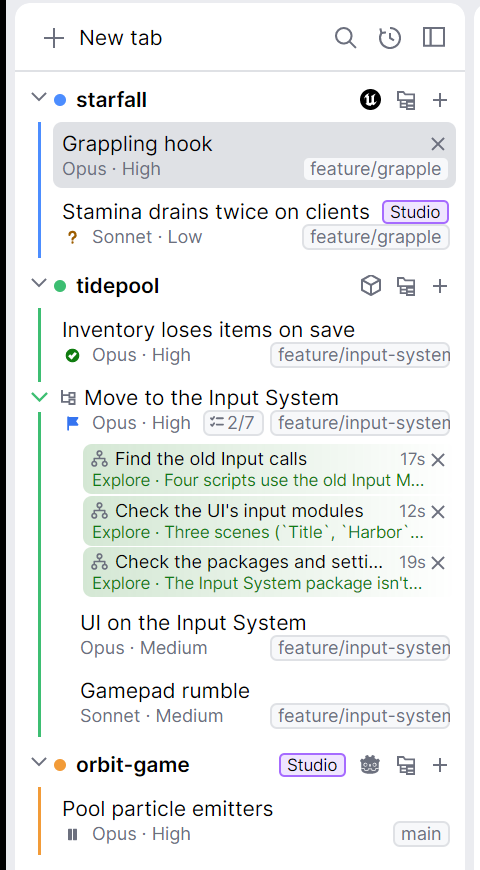 New tab
starfall
Grappling hook
Opus · High feature/grapple
Stamina drains twice on clients Studio
? Sonnet · Low feature/grapple
tidepool
Inventory loses items on save
Opus · High feature/input-system
Move to the Input System
Opus · High 2/7 feature/input-system
Find the old Input calls 17s
Explore · Four scripts use the old Input M...
Check the UI's input modules 12s
Explore · Three scenes (`Title`, `Harbor`...
Check the packages and setti... 19s
Explore · The Input System package isn't...
UI on the Input System
Opus · Medium feature/input-system
Gamepad rumble
Sonnet · Medium feature/input-system
orbit-game Studio
Pool particle emitters
Opus · High main